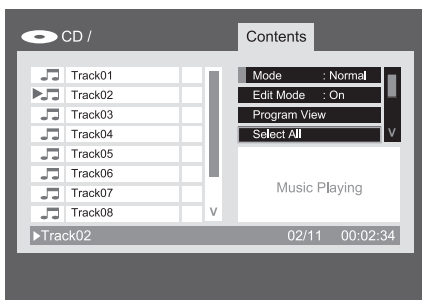 CD /
Contents
Track01
Track02
Track03
Track04
Track05
Track06
Track07
Track08
Mode : Normal
Edit Mode : On
Program View
Select All
V
V
Music Playing
Track02 02/11 00:02:34